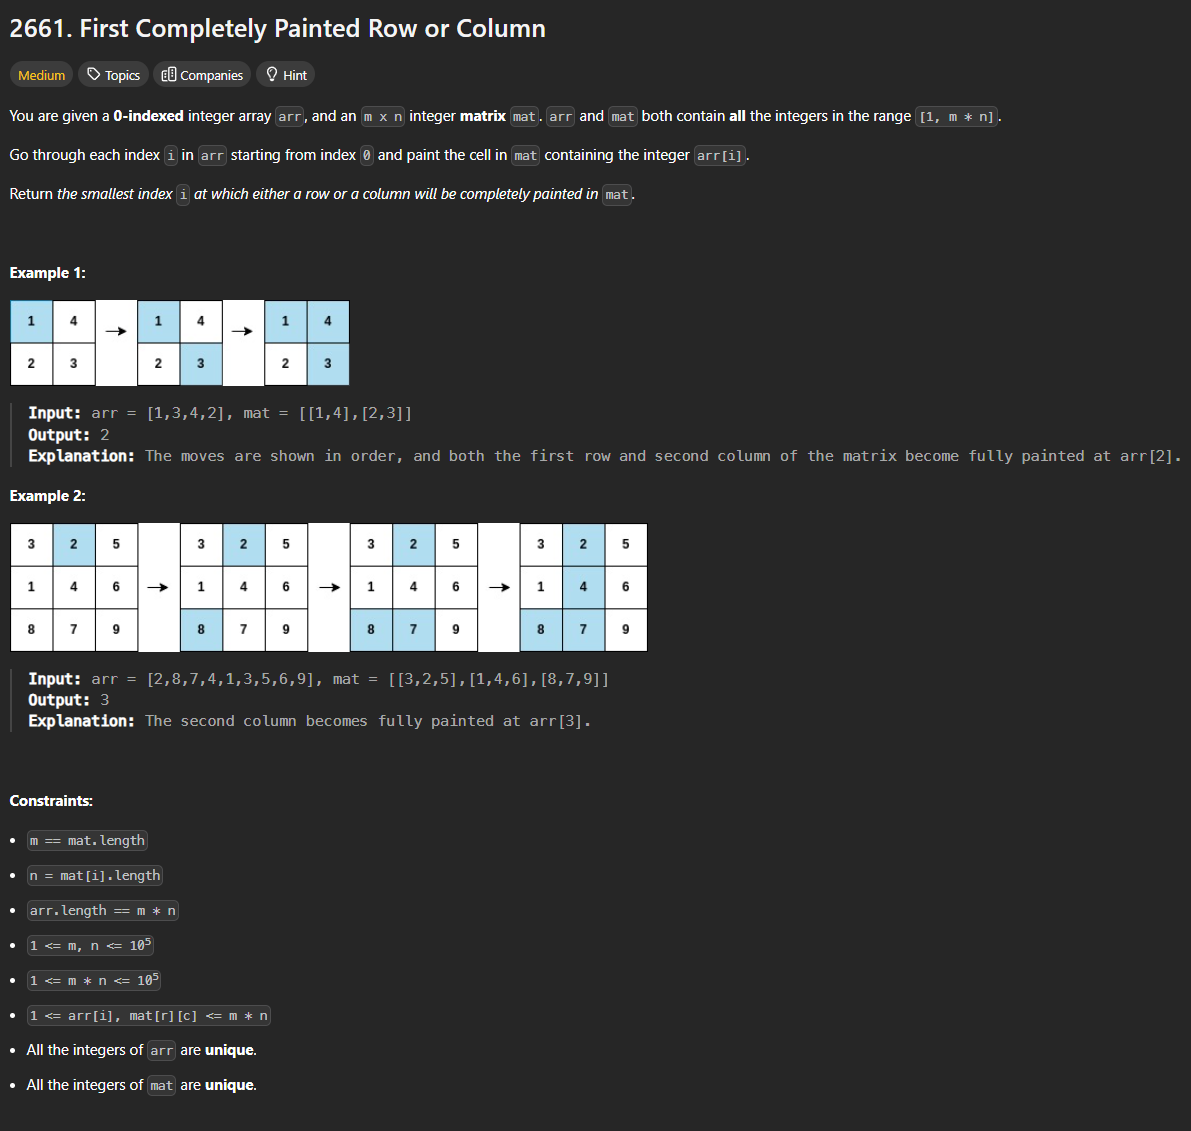 2661. First Completely Painted Row or Column
Medium Topics Companies Hint
You are given a 0-indexed integer array arr, and an m x n integer matrix mat. arr and mat both contain all the integers in the range [1, m * n].
Go through each index i in arr starting from index 0 and paint the cell in mat containing the integer arr[i].
Return the smallest index i at which either a row or a column will be completely painted in mat.
Example 1:
1 4 → 1 4 → 1 4
2 3 2 3 2 3
Input: arr = [1,3,4,2], mat = [[1,4],[2,3]]
Output: 2
Explanation: The moves are shown in order, and both the first row and second column of the matrix become fully painted at arr[2].
Example 2:
3 2 5 3 2 5 3 2 5 3 2 5
1 4 6 → 1 4 6 → 1 4 6 → 1 4 6
8 7 9 8 7 9 8 7 9 8 7 9
Input: arr = [2,8,7,4,1,3,5,6,9], mat = [[3,2,5],[1,4,6],[8,7,9]]
Output: 3
Explanation: The second column becomes fully painted at arr[3].
Constraints:
• m == mat.length
• n = mat[i].length
• arr.length == m * n
• 1 <= m, n <= 10⁵
• 1 <= m * n <= 10⁵
• 1 <= arr[i], mat[r][c] <= m * n
• All the integers of arr are unique.
• All the integers of mat are unique.